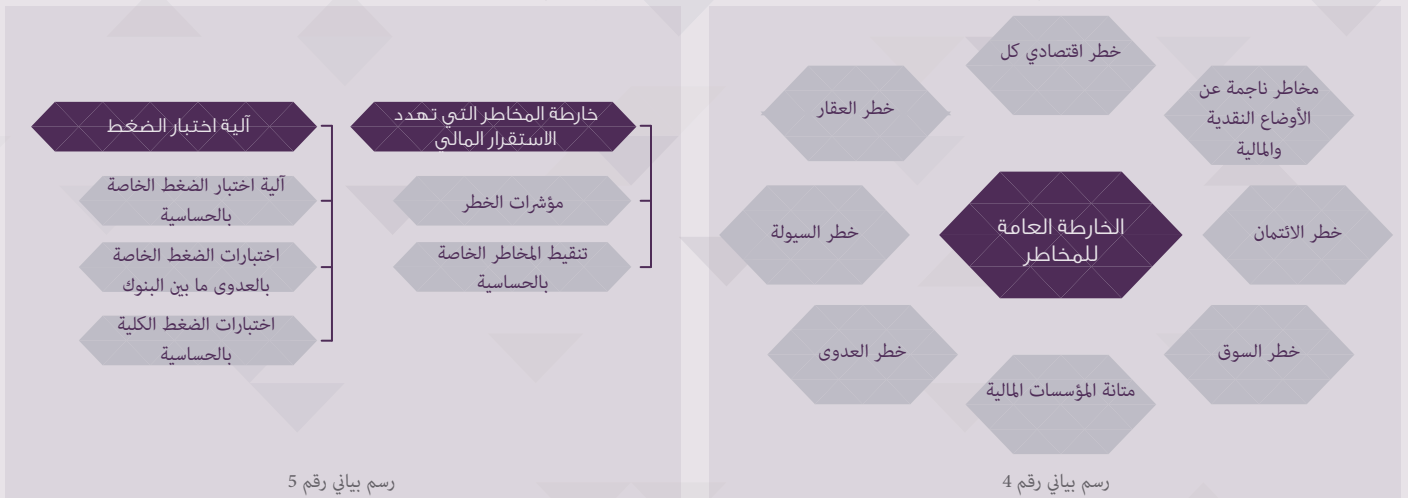 خطر اقتصادي كل
مخاطر ناجمة عن
الأوضاع النقدية
والمالية
خطر العقار
الخارطة العامة
للمخاطر
خطر الائتمان
خطر السيولة
خطر السوق
خطر العدوى
متانة المؤسسات المالية
رسم بياني رقم 4
خارطة المخاطر التي تهدد
الاستقرار المالي
مؤشرات الخطر
تنقيط المخاطر الخاصة
بالحساسية
آلية اختبار الضغط
آلية اختبار الضغط الخاصة
بالحساسية
اختبارات الضغط الخاصة
بالعدوى ما بين البنوك
اختبارات الضغط الكلية
بالحساسية
رسم بياني رقم 5